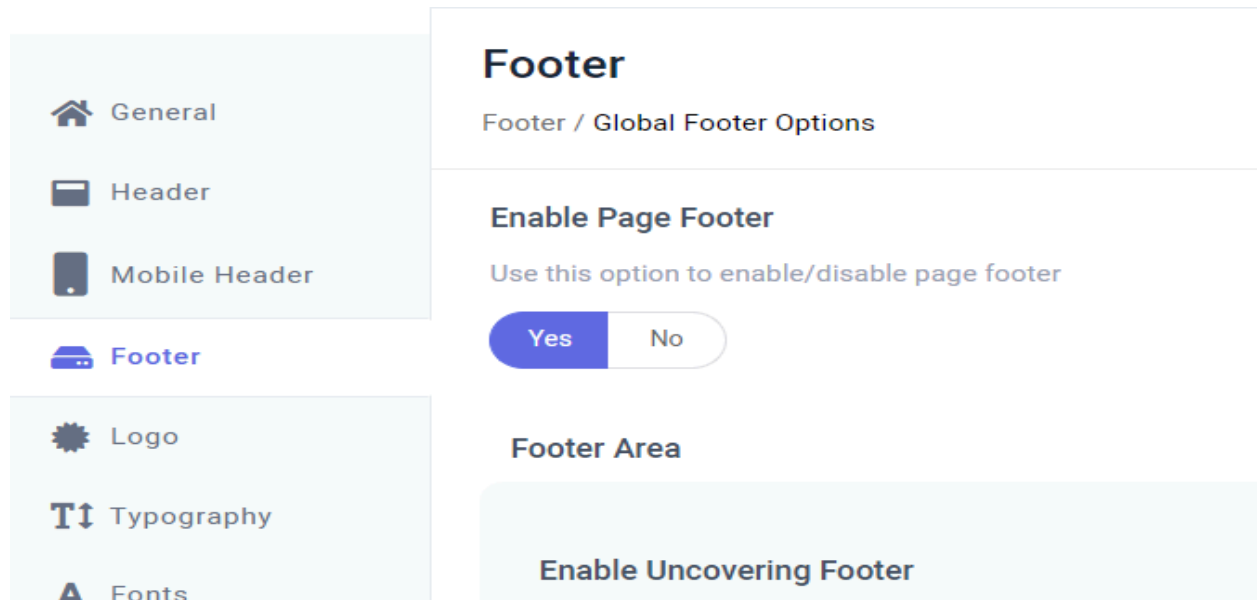 General
Header
Mobile Header
Footer
Logo
Typography
Fonts
Footer
Footer / Global Footer Options
Enable Page Footer
Use this option to enable/disable page footer
Yes No
Footer Area
Enable Uncovering Footer